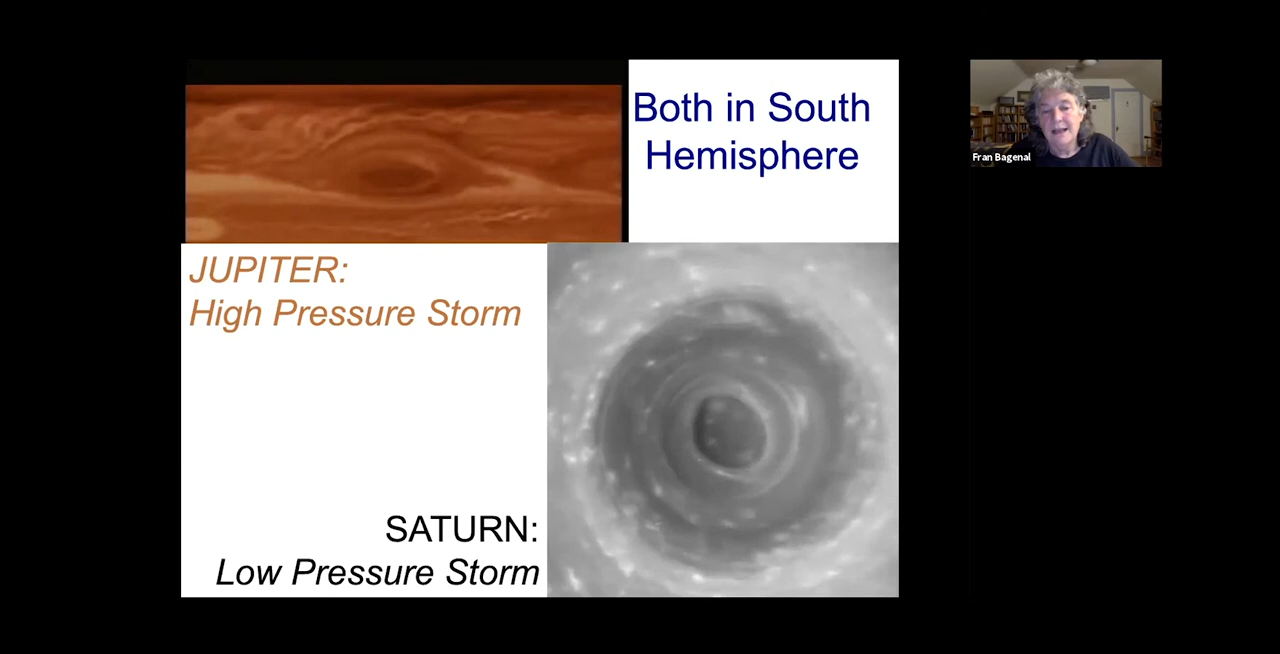 Both in South
Hemisphere
Fran Bagenal
JUPITER:
High Pressure Storm
SATURN:
Low Pressure Storm